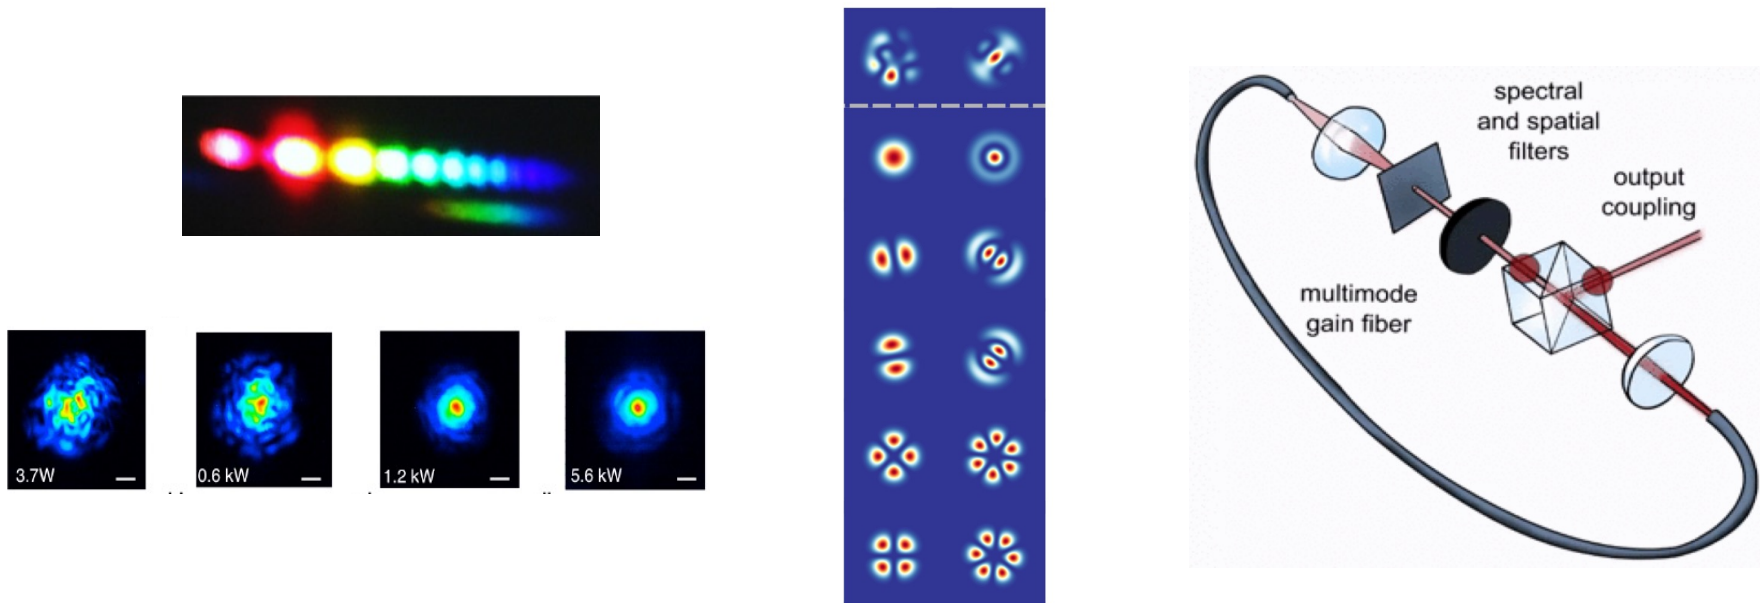 spectral
and spatial
filters
output
coupling
multimode
gain fiber
3.7W
0.6 kW
1.2 kW
5.6 kW